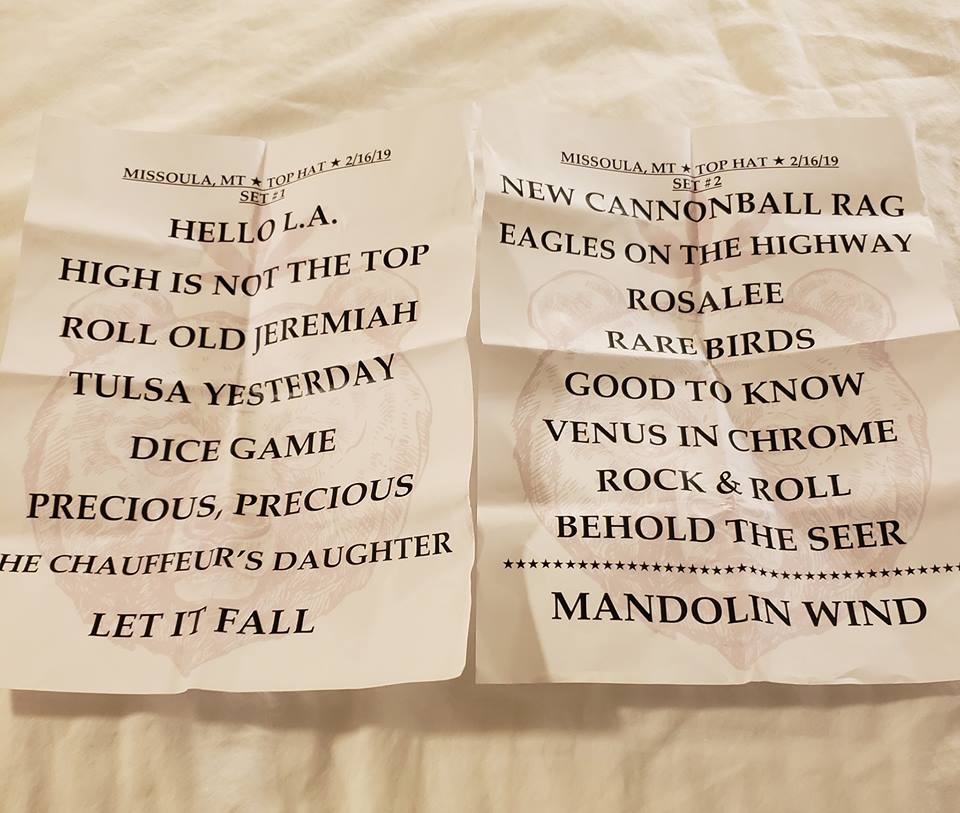 MISSOULA, MT ★ TOP HAT ★ 2/16/19
SET #1
HELLO L.A.
HIGH IS NOT THE TOP
ROLL OLD JEREMIAH
TULSA YESTERDAY
DICE GAME
PRECIOUS, PRECIOUS
HE CHAUFFEUR'S DAUGHTER
LET IT FALL
MISSOULA, MT ★ TOP HAT ★ 2/16/19
SET #2
NEW CANNONBALL RAG
EAGLES ON THE HIGHWAY
ROSALEE
RARE BIRDS
GOOD TO KNOW
VENUS IN CHROME
ROCK & ROLL
BEHOLD THE SEER
MANDOLIN WIND